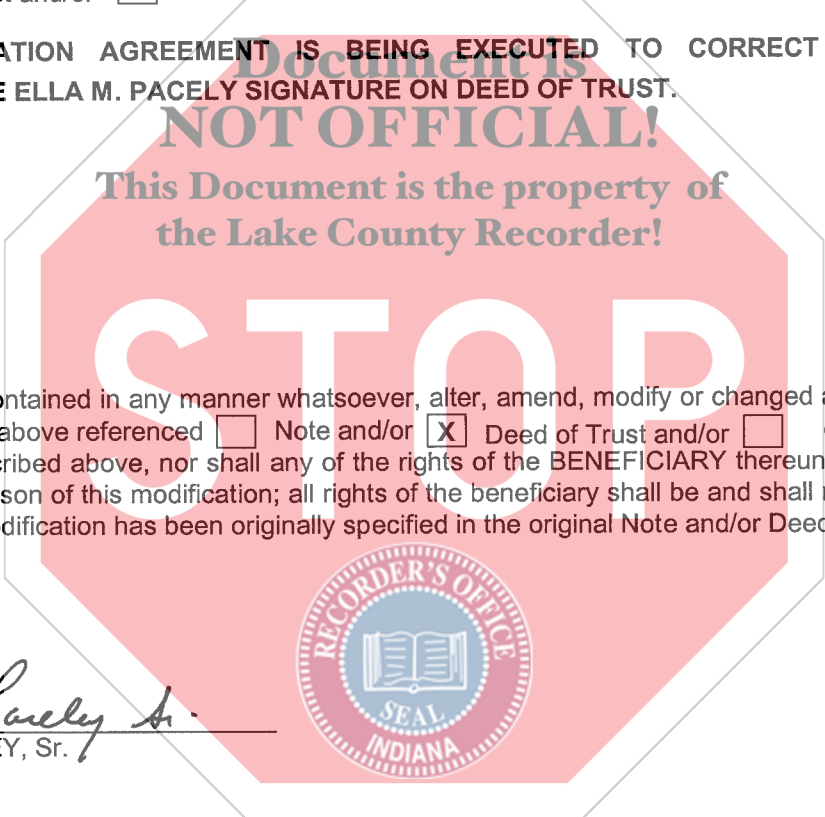 and/or
ATION AGREEMENT IS BEING EXECUTED TO CORRECT
E ELLA M. PACELY SIGNATURE ON DEED OF TRUST.
Document is
NOT OFFICIAL!
This Document is the property of
the Lake County Recorder!
STOP
ontained in any manner whatsoever, alter, amend, modify or changed a
above referenced Note and/or X Deed of Trust and/or
ribed above, nor shall any of the rights of the BENEFICIARY thereun
son of this modification; all rights of the beneficiary shall be and shall r
dification has been originally specified in the original Note and/or Deed
RECORDER'S OFFICE
SEAL
INDIANA
Pacely Sr.
EY, Sr.